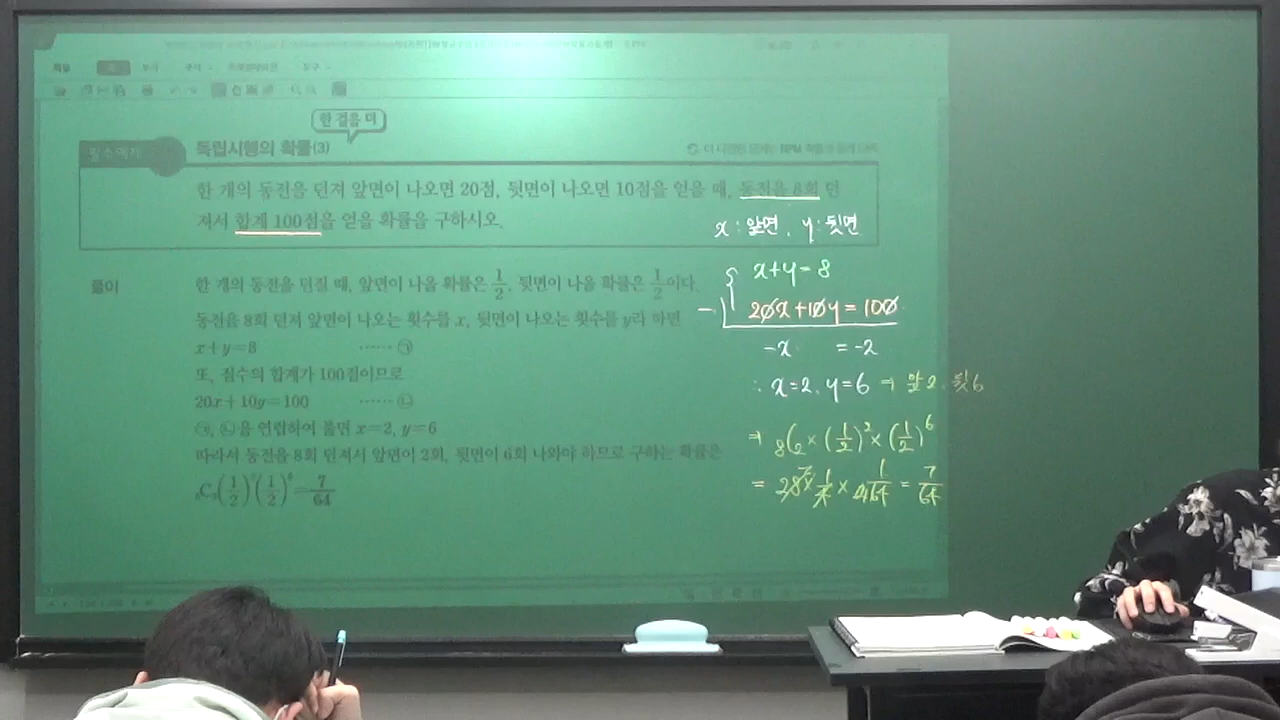 한 걸음 더
필수예제
독립시행의 확률(3)
한 개의 동전을 던져 앞면이 나오면 20점, 뒷면이 나오면 10점을 얻을 때, 동전을 8회 던
져서 합계 100점을 얻을 확률을 구하시오.
풀이
한 개의 동전을 던질 때, 앞면이 나올 확률은 1/2, 뒷면이 나올 확률은 1/2이다.
동전을 8회 던져 앞면이 나오는 횟수를 x, 뒷면이 나오는 횟수를 y라 하면
x+y=8 ······ ㉠
또, 점수의 합계가 100점이므로
20x+10y=100 ······ ㉡
㉠, ㉡을 연립하여 풀면 x=2, y=6
따라서 동전을 8회 던져서 앞면이 2회, 뒷면이 6회 나와야 하므로 구하는 확률은
₈C₂(1/2)²(1/2)⁶=7/64
x : 앞면, y : 뒷면
x+y=8
20x+10y=100
-x =-2
∴ x=2, y=6 ⇒ 앞2, 뒷6
⇒ ₈C₂×(1/2)²×(1/2)⁶
= 28×1/4×1/64 = 7/64